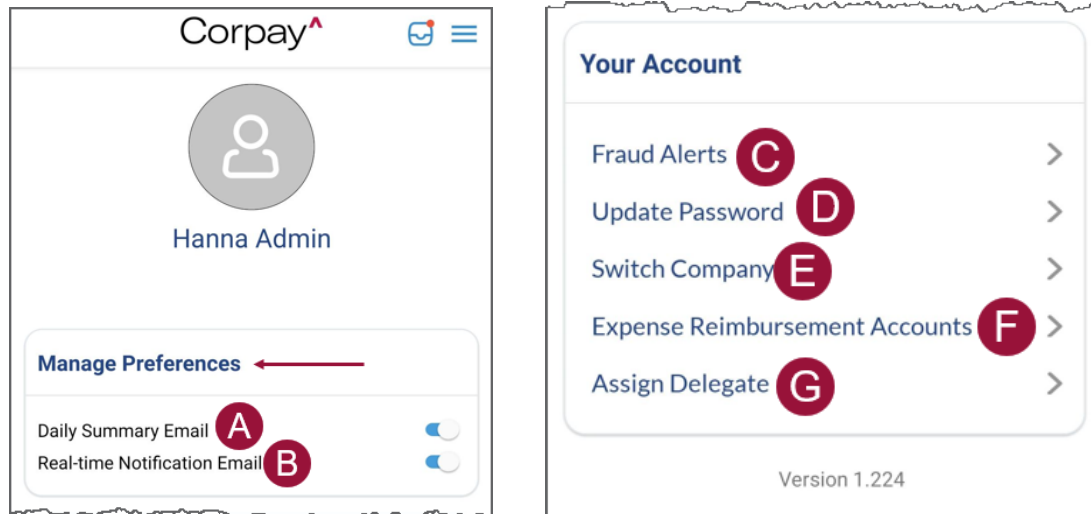 Corpay^
Hanna Admin
Manage Preferences
Daily Summary Email A
Real-time Notification Email B
Your Account
Fraud Alerts C
Update Password D
Switch Company E
Expense Reimbursement Accounts F
Assign Delegate G
Version 1.224